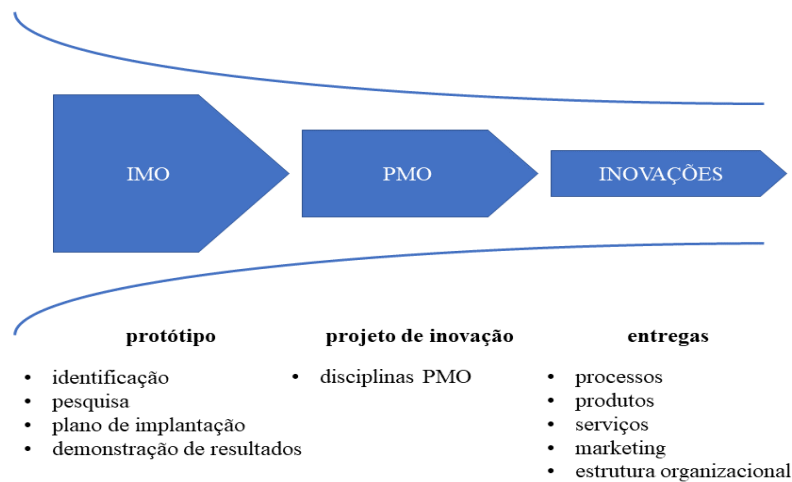 IMO
PMO
INOVAÇÕES
protótipo
• identificação
• pesquisa
• plano de implantação
• demonstração de resultados
projeto de inovação
• disciplinas PMO
entregas
• processos
• produtos
• serviços
• marketing
• estrutura organizacional